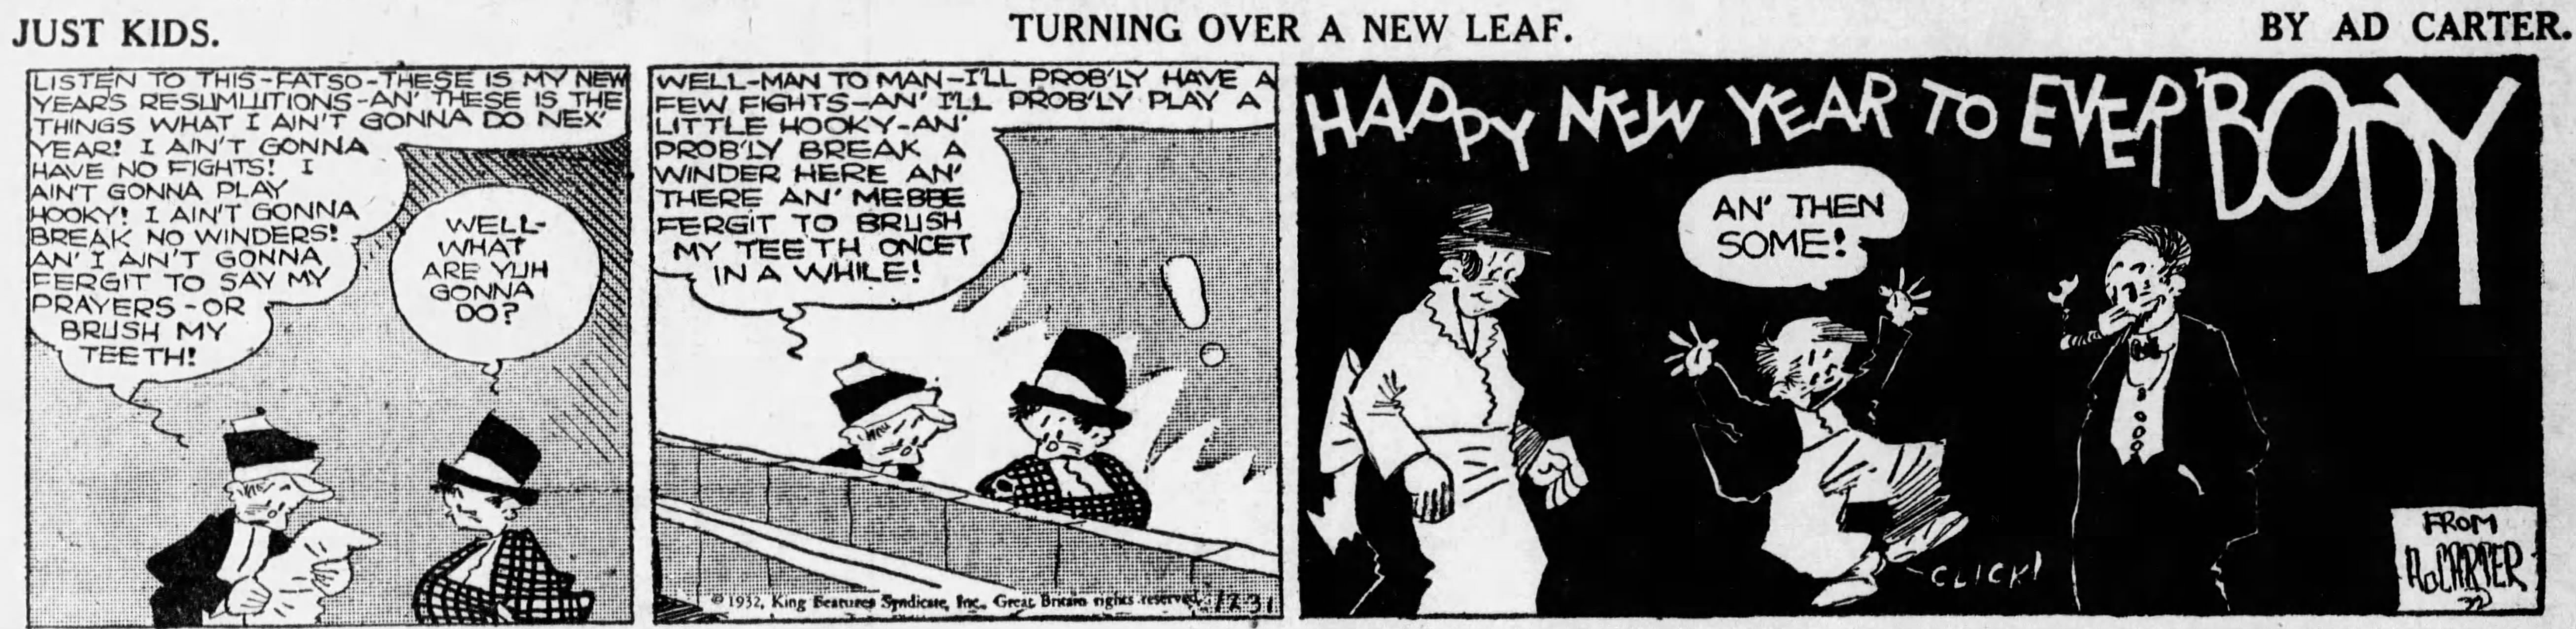 JUST KIDS.
TURNING OVER A NEW LEAF.
BY AD CARTER.
LISTEN TO THIS-FATSO-THESE IS MY NEW
YEAR'S RESUMLUTIONS-AN' THESE IS THE
THINGS WHAT I AIN'T GONNA DO NEX'
YEAR! I AIN'T GONNA
HAVE NO FIGHTS! I
AIN'T GONNA PLAY
HOOKY! I AIN'T GONNA
BREAK NO WINDERS!
AN' I AIN'T GONNA
FERGIT TO SAY MY
PRAYERS-OR
BRUSH MY
TEETH!
WELL-
WHAT
ARE YUH
GONNA
DO?
WELL-MAN TO MAN-I'LL PROB'LY HAVE A
FEW FIGHTS-AN' I'LL PROB'LY PLAY A
LITTLE HOOKY-AN'
PROB'LY BREAK A
WINDER HERE AN'
THERE AN' MEBBE
FERGIT TO BRUSH
MY TEETH ONCET
IN A WHILE!
!
© 1932, King Features Syndicate, Inc., Great Britain rights reserved.
12 31
HAPPY NEW YEAR TO EVER'BODY
AN' THEN
SOME!
CLICK!
FROM
AD CARTER